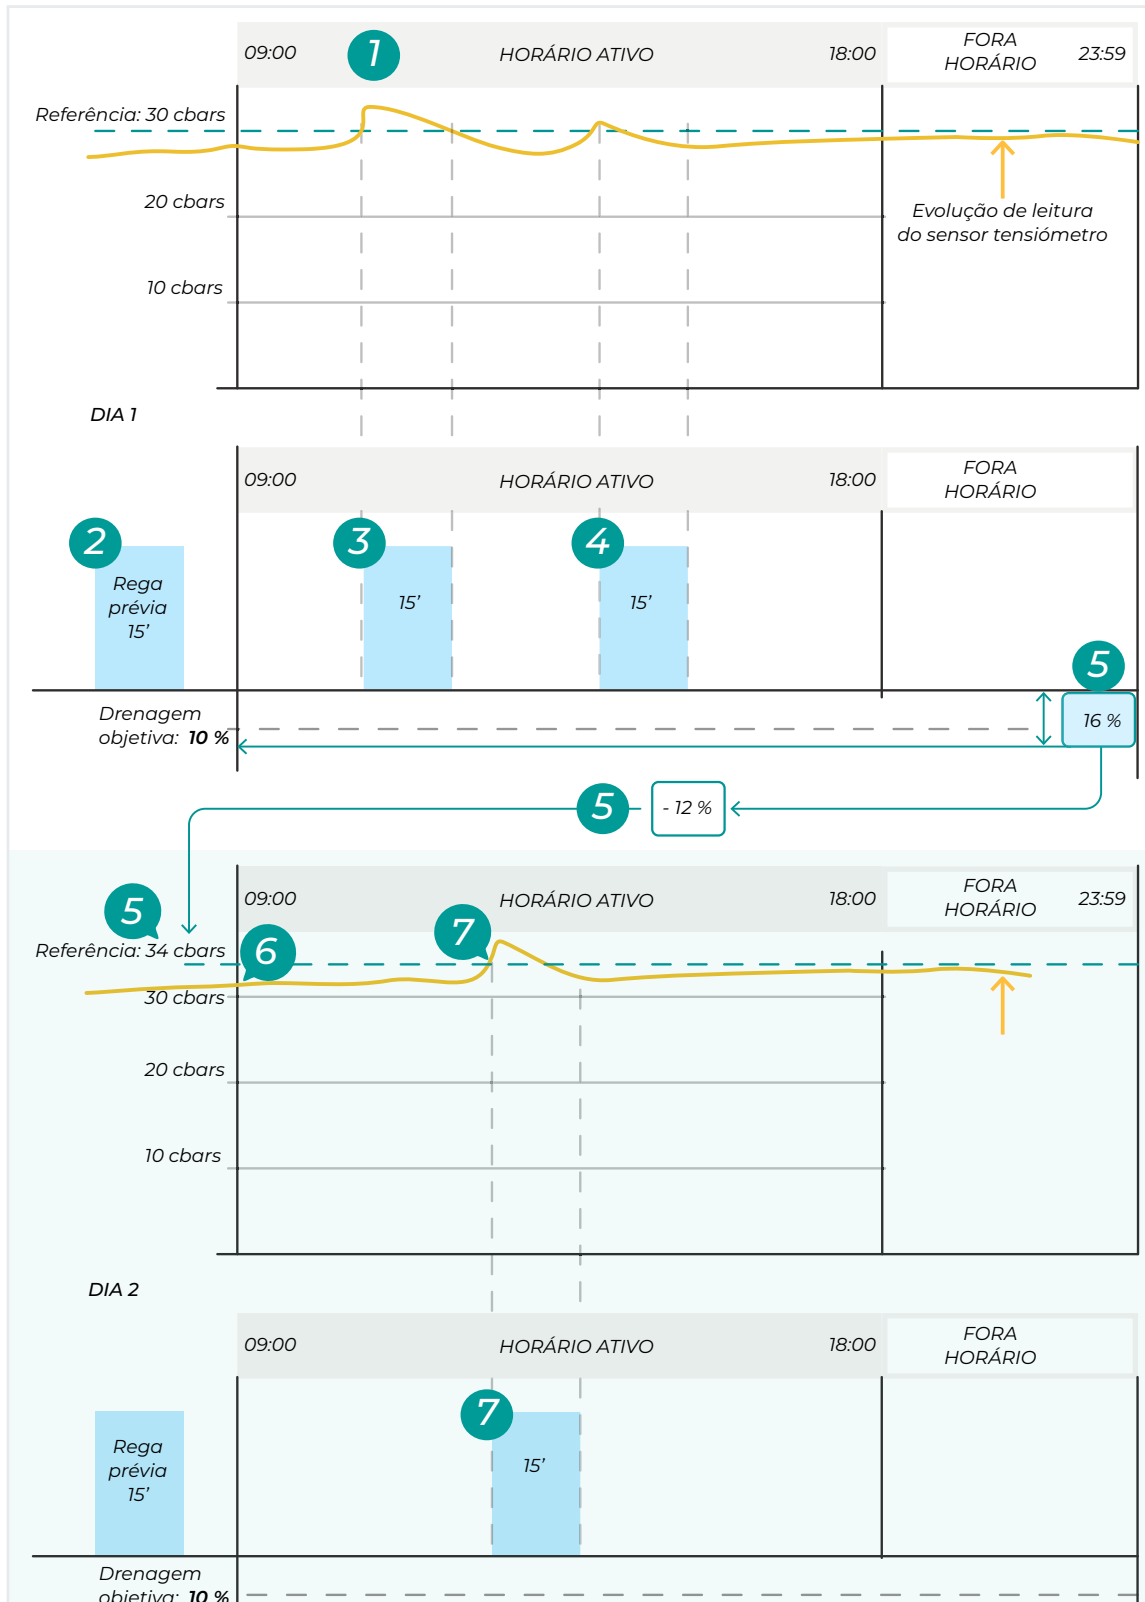 09:00
1
HORÁRIO ATIVO
18:00
FORA
HORÁRIO
23:59
Referência: 30 cbars
20 cbars
10 cbars
Evolução de leitura
do sensor tensiómetro
DIA 1
09:00
HORÁRIO ATIVO
18:00
FORA
HORÁRIO
2
Rega
prévia
15’
3
15’
4
15’
5
16 %
Drenagem
objetiva: 10 %
5
- 12 %
09:00
HORÁRIO ATIVO
18:00
FORA
HORÁRIO
23:59
5
Referência: 34 cbars
6
7
30 cbars
20 cbars
10 cbars
DIA 2
09:00
HORÁRIO ATIVO
18:00
FORA
HORÁRIO
Rega
prévia
15’
7
15’
Drenagem
objetiva: 10 %